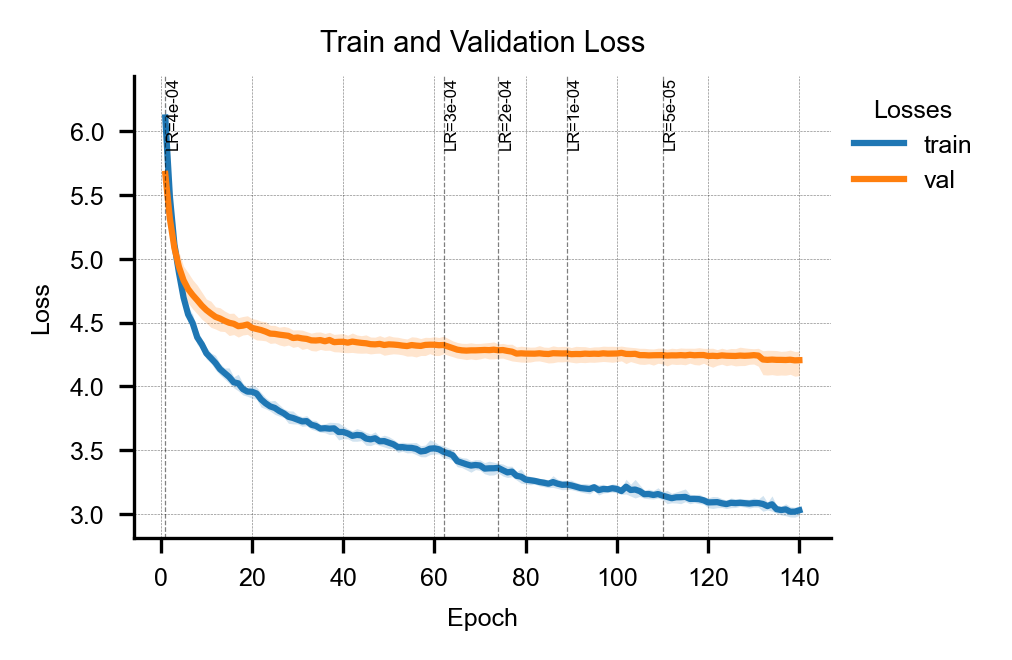 Train and Validation Loss
LR=4e-04
LR=3e-04
LR=2e-04
LR=1e-04
LR=5e-05
Losses
train
val
Loss
6.0
5.5
5.0
4.5
4.0
3.5
3.0
0 20 40 60 80 100 120 140
Epoch